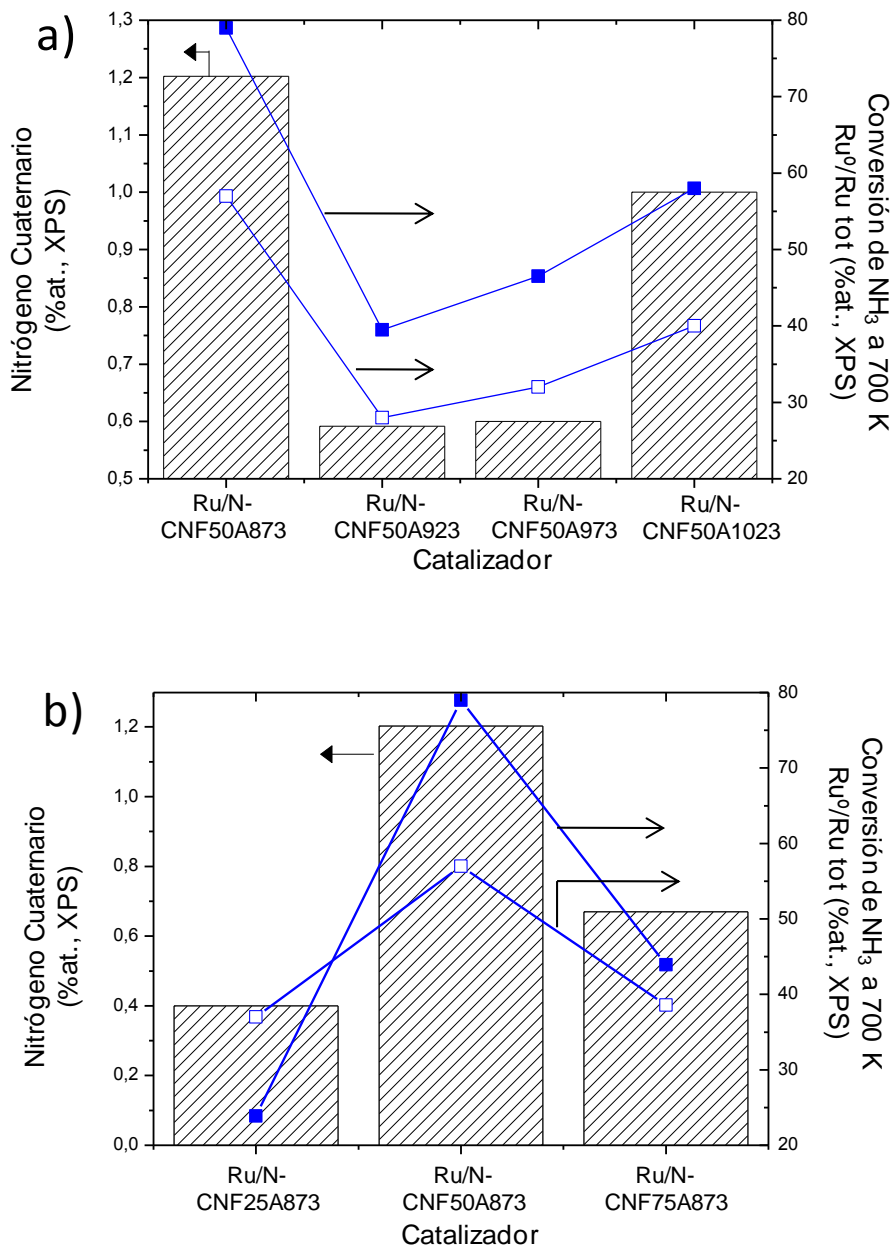 a)
Nitrógeno Cuaternario
(%at., XPS)
1,3
1,2
1,1
1,0
0,9
0,8
0,7
0,6
0,5
80
70
60
50
40
30
20
Conversión de NH₃ a 700 K
Ruº/Ru tot (%at., XPS)
Ru/N-
CNF50A873
Ru/N-
CNF50A923
Ru/N-
CNF50A973
Ru/N-
CNF50A1023
Catalizador
b)
Nitrógeno Cuaternario
(%at., XPS)
1,2
1,0
0,8
0,6
0,4
0,2
0,0
80
70
60
50
40
30
20
Conversión de NH₃ a 700 K
Ruº/Ru tot (%at., XPS)
Ru/N-
CNF25A873
Ru/N-
CNF50A873
Ru/N-
CNF75A873
Catalizador